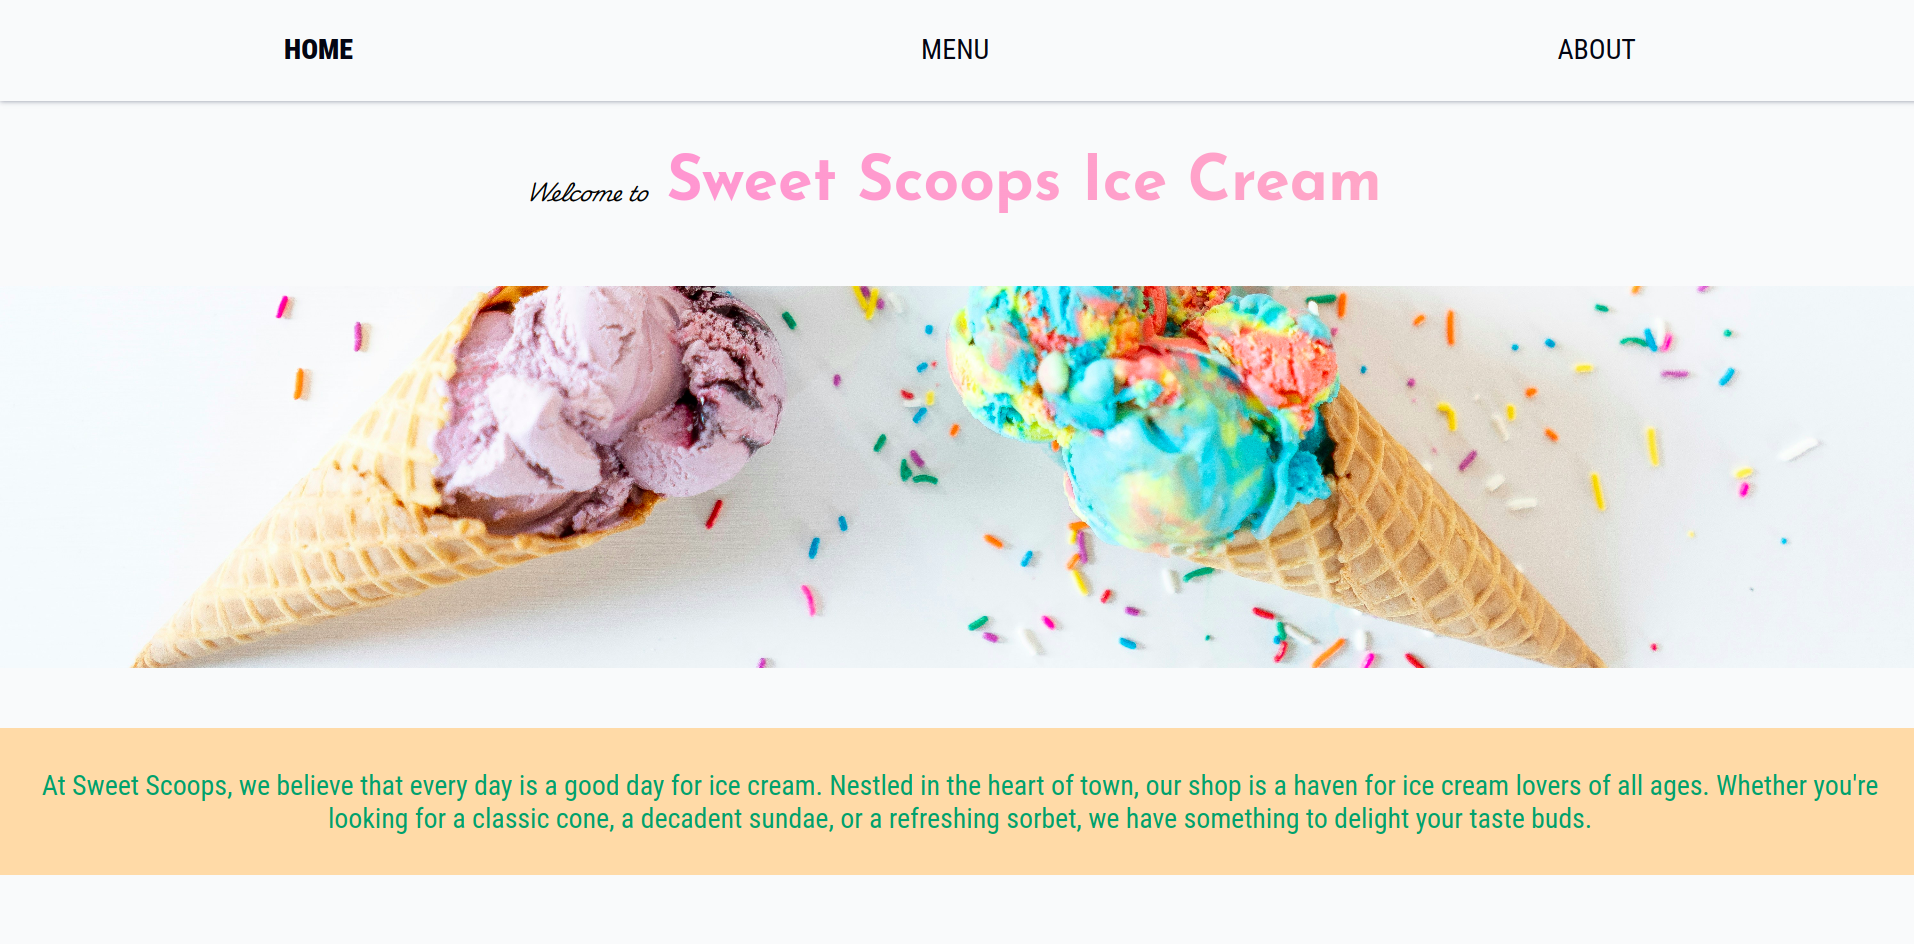 HOME MENU ABOUT
Welcome to Sweet Scoops Ice Cream
At Sweet Scoops, we believe that every day is a good day for ice cream. Nestled in the heart of town, our shop is a haven for ice cream lovers of all ages. Whether you're
looking for a classic cone, a decadent sundae, or a refreshing sorbet, we have something to delight your taste buds.